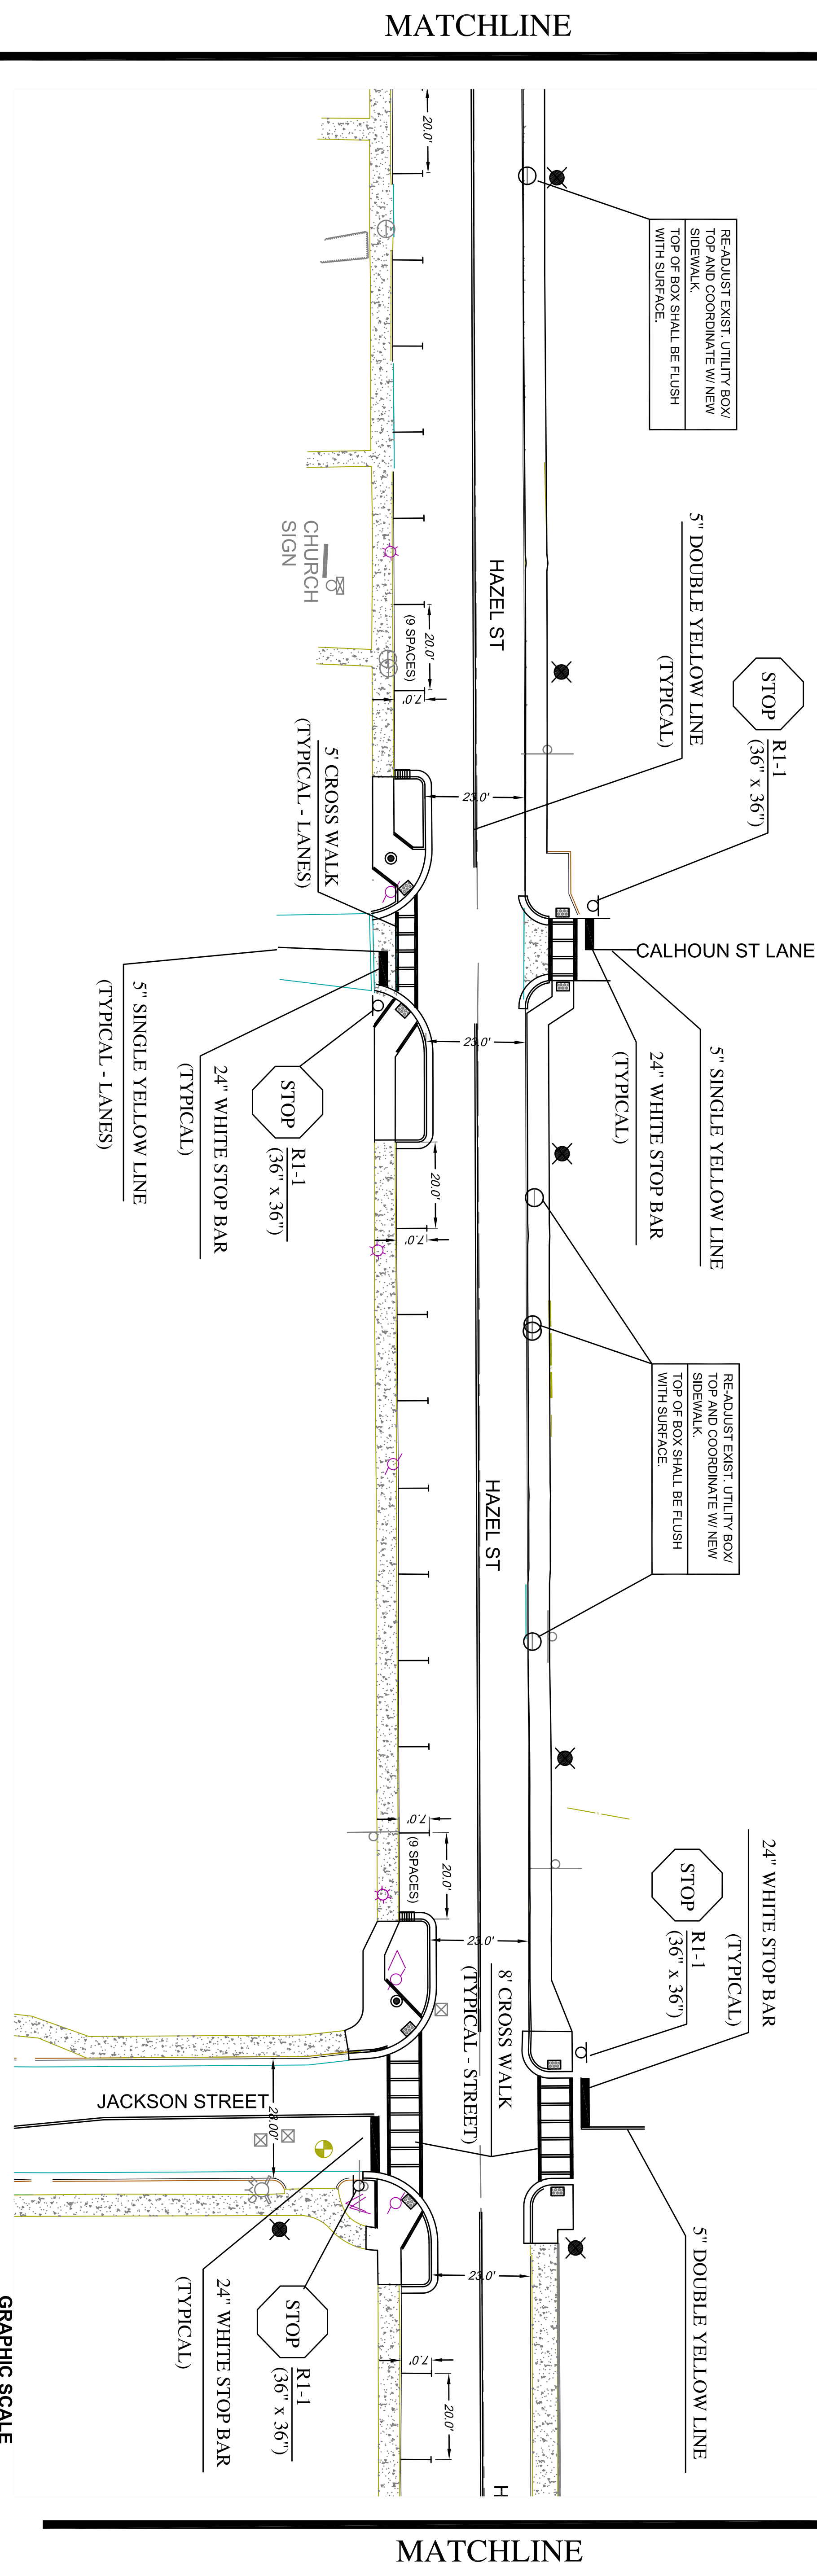 MATCHLINE
20.0'
RE-ADJUST EXIST. UTILITY BOX/
TOP AND COORDINATE W/ NEW
SIDEWALK.
TOP OF BOX SHALL BE FLUSH
WITH SURFACE.
5" DOUBLE YELLOW LINE
(TYPICAL)
HAZEL ST
CHURCH
SIGN
20.0'
(9 SPACES)
7.0'
STOP
R1-1
(36" x 36")
5' CROSS WALK
(TYPICAL - LANES)
23.0'
CALHOUN ST LANE
5" SINGLE YELLOW LINE
(TYPICAL - LANES)
24" WHITE STOP BAR
(TYPICAL)
STOP
R1-1
(36" x 36")
23.0'
5" SINGLE YELLOW LINE
24" WHITE STOP BAR
(TYPICAL)
20.0'
7.0'
RE-ADJUST EXIST. UTILITY BOX/
TOP AND COORDINATE W/ NEW
SIDEWALK.
TOP OF BOX SHALL BE FLUSH
WITH SURFACE.
HAZEL ST
7.0'
(9 SPACES)
20.0'
24" WHITE STOP BAR
(TYPICAL)
STOP
R1-1
(36" x 36")
23.0'
8' CROSS WALK
(TYPICAL - STREET)
JACKSON STREET
28.00'
5" DOUBLE YELLOW LINE
23.0'
24" WHITE STOP BAR
(TYPICAL)
STOP
R1-1
(36" x 36")
7.0'
20.0'
H
GRAPHIC SCALE
MATCHLINE